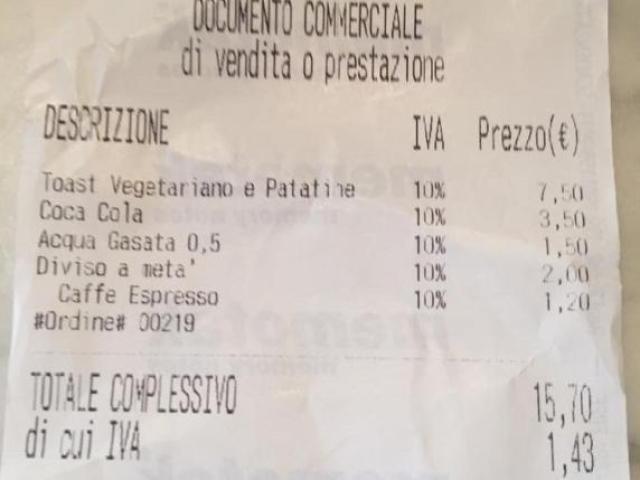 DOCUMENTO COMMERCIALE
di vendita o prestazione
DESCRIZIONE IVA Prezzo(€)
Toast Vegetariano e Patatine 10% 7,50
Coca Cola 10% 3,50
Acqua Gasata 0,5 10% 1,50
Diviso a meta' 10% 2,00
Caffe Espresso 10% 1,20
#Ordine# 00219
TOTALE COMPLESSIVO 15,70
di cui IVA 1,43